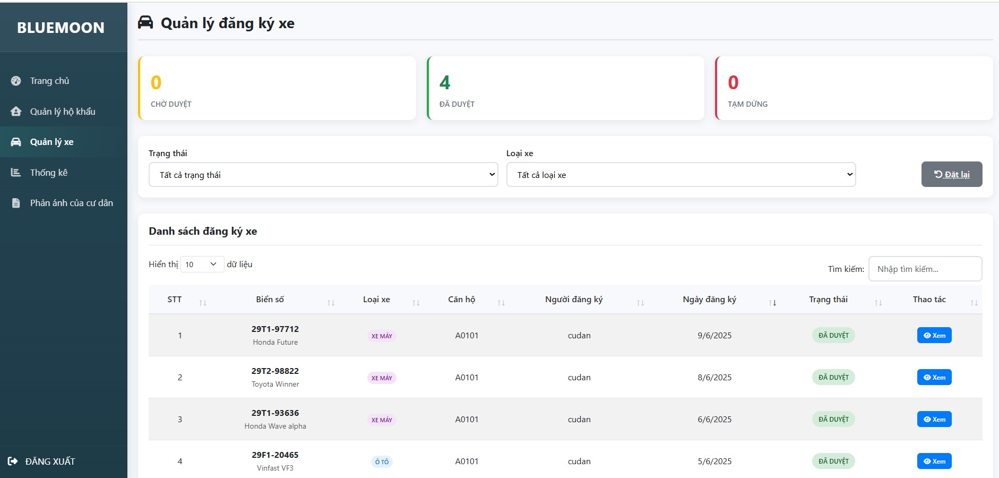 BLUEMOON
Trang chủ
Quản lý hộ khẩu
Quản lý xe
Thống kê
Phản ánh của cư dân
ĐĂNG XUẤT
Quản lý đăng ký xe
0
CHỜ DUYỆT
4
ĐÃ DUYỆT
0
TẠM DỪNG
Trạng thái
Tất cả trạng thái
Loại xe
Tất cả loại xe
Đặt lại
Danh sách đăng ký xe
Hiển thị 10 dữ liệu
Tìm kiếm: Nhập tìm kiếm...
STT Biển số Loại xe Căn hộ Người đăng ký Ngày đăng ký Trạng thái Thao tác
1 29T1-97712 XE MÁY A0101 cudan 9/6/2025 ĐÃ DUYỆT Xem
Honda Future
2 29T2-98822 XE MÁY A0101 cudan 8/6/2025 ĐÃ DUYỆT Xem
Toyota Winner
3 29T1-93636 XE MÁY A0101 cudan 6/6/2025 ĐÃ DUYỆT Xem
Honda Wave alpha
4 29F1-20465 Ô TÔ A0101 cudan 5/6/2025 ĐÃ DUYỆT Xem
Vinfast VF3